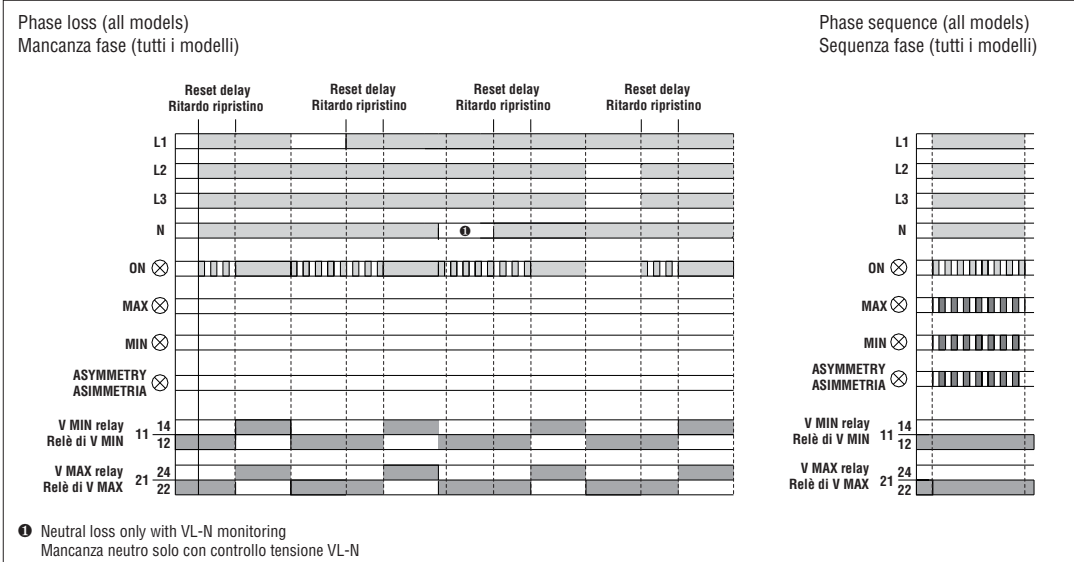 Phase loss (all models)
Mancanza fase (tutti i modelli)
Reset delay
Ritardo ripristino
Reset delay
Ritardo ripristino
Reset delay
Ritardo ripristino
Reset delay
Ritardo ripristino
L1
L2
L3
N
❶
ON
MAX
MIN
ASYMMETRY
ASIMMETRIA
V MIN relay
Relè di V MIN
11
14
12
V MAX relay
Relè di V MAX
21
24
22
❶ Neutral loss only with VL-N monitoring
Mancanza neutro solo con controllo tensione VL-N
Phase sequence (all models)
Sequenza fase (tutti i modelli)
L1
L2
L3
N
ON
MAX
MIN
ASYMMETRY
ASIMMETRIA
V MIN relay
Relè di V MIN
11
14
12
V MAX relay
Relè di V MAX
21
24
22